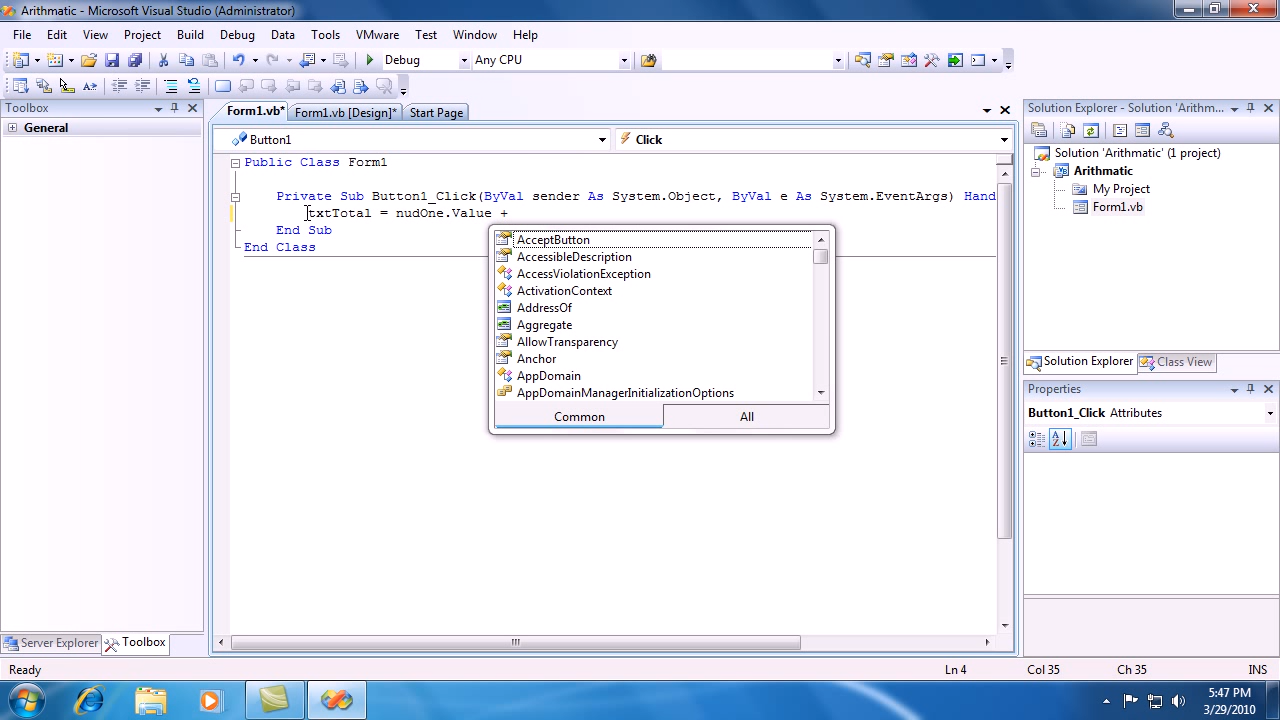 Arithmatic - Microsoft Visual Studio (Administrator)
File Edit View Project Build Debug Data Tools VMware Test Window Help
Debug Any CPU
Toolbox
General
Form1.vb* Form1.vb [Design]* Start Page
Button1 Click
Public Class Form1
Private Sub Button1_Click(ByVal sender As System.Object, ByVal e As System.EventArgs) Hand
txtTotal = nudOne.Value +
End Sub
End Class
AcceptButton
AccessibleDescription
AccessViolationException
ActivationContext
AddressOf
Aggregate
AllowTransparency
Anchor
AppDomain
AppDomainManagerInitializationOptions
Common All
Solution Explorer - Solution 'Arithm...
Solution 'Arithmatic' (1 project)
Arithmatic
My Project
Form1.vb
Solution Explorer Class View
Properties
Button1_Click Attributes
Server Explorer Toolbox
Ready Ln 4 Col 35 Ch 35 INS
5:47 PM
3/29/2010